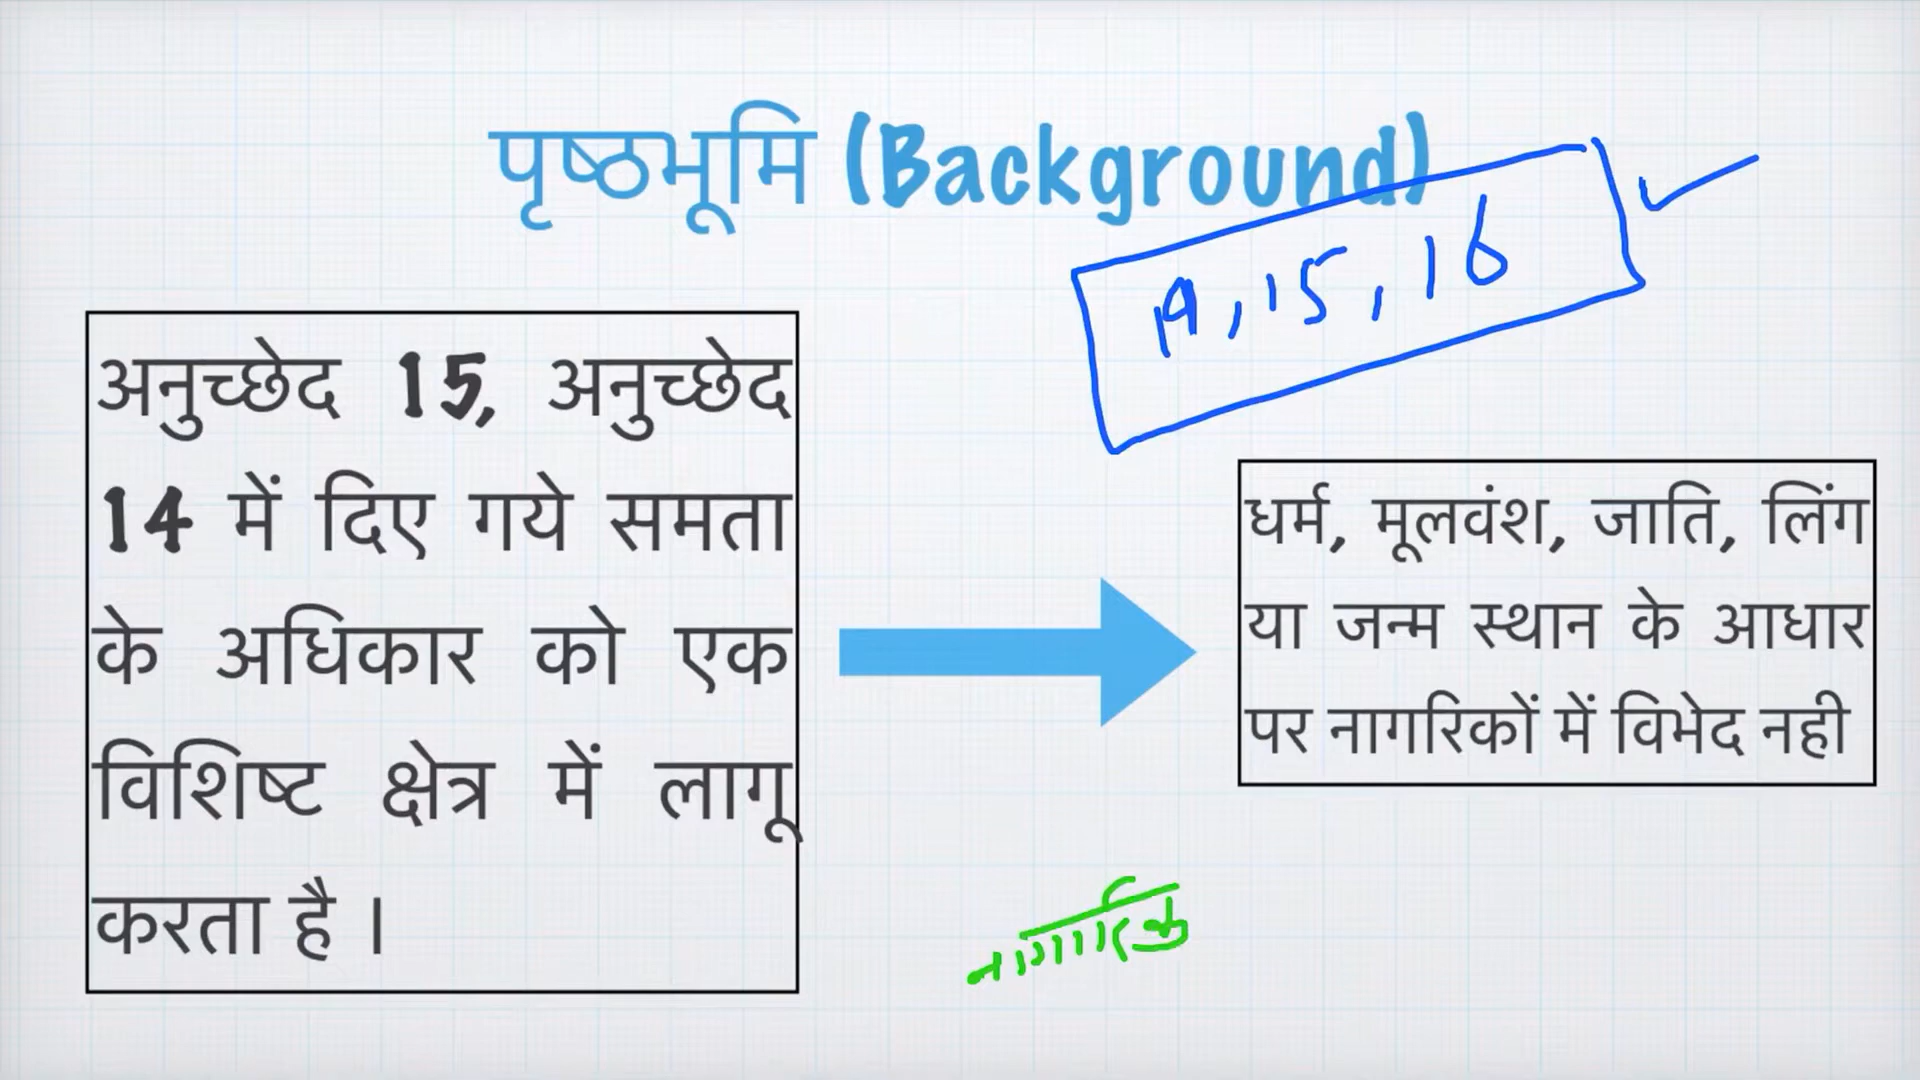 पृष्ठभूमि (Background)
14, 15, 16
अनुच्छेद 15, अनुच्छेद
14 में दिए गये समता
के अधिकार को एक
विशिष्ट क्षेत्र में लागू
करता है ।
धर्म, मूलवंश, जाति, लिंग
या जन्म स्थान के आधार
पर नागरिकों में विभेद नही
नागरिक